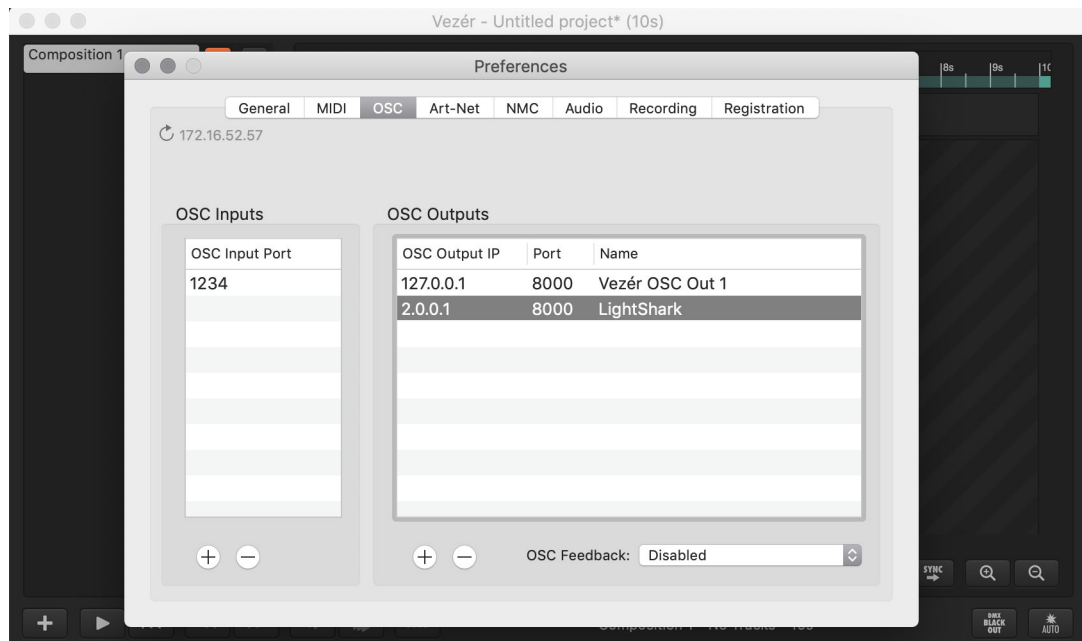 Vezér - Untitled project* (10s)
Composition 1
|8s |9s
Preferences
General MIDI OSC Art-Net NMC Audio Recording Registration
172.16.52.57
OSC Inputs
OSC Input Port
1234
OSC Outputs
OSC Output IP Port Name
127.0.0.1 8000 Vezér OSC Out 1
2.0.0.1 8000 LightShark
OSC Feedback: Disabled
SYNC
DMX
BLACK
OUT
AUTO